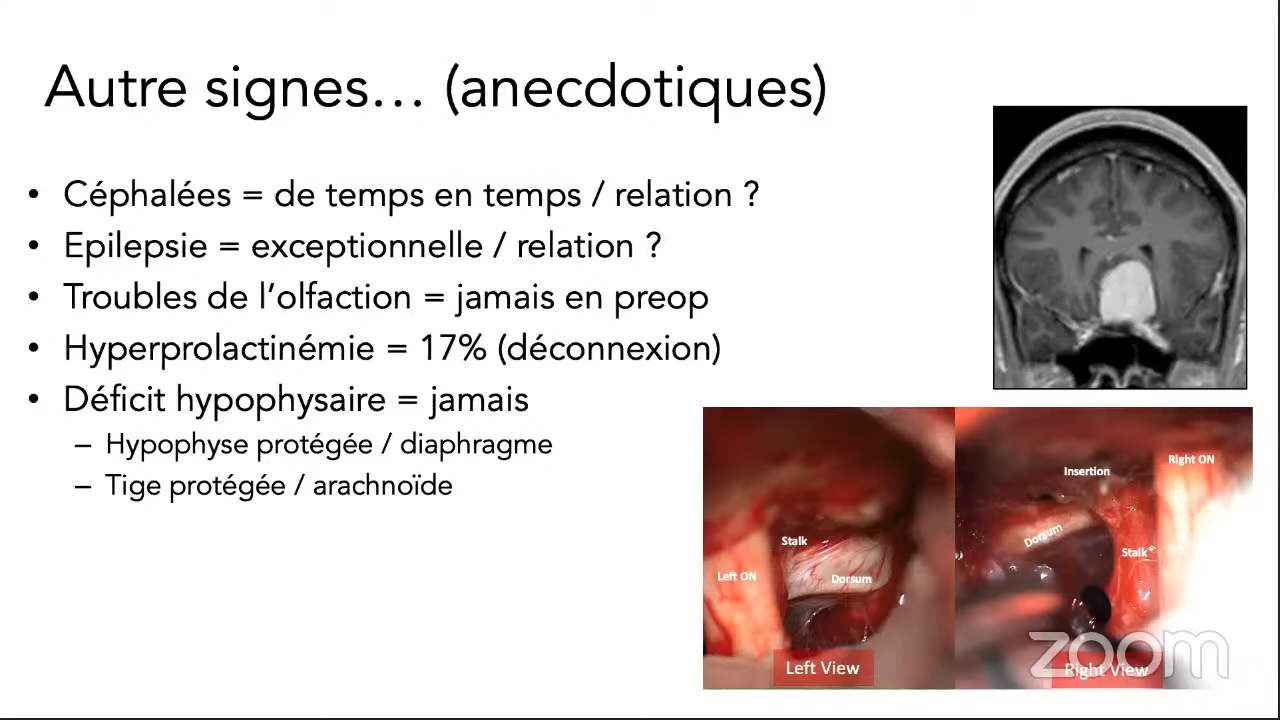 Autre signes... (anecdotiques)
• Céphalées = de temps en temps / relation ?
• Epilepsie = exceptionnelle / relation ?
• Troubles de l'olfaction = jamais en preop
• Hyperprolactinémie = 17% (déconnexion)
• Déficit hypophysaire = jamais
– Hypophyse protégée / diaphragme
– Tige protégée / arachnoïde
Left ON
Stalk
Dorsum
Left View
Insertion
Right ON
Dorsum
Stalk
Right View
zoom